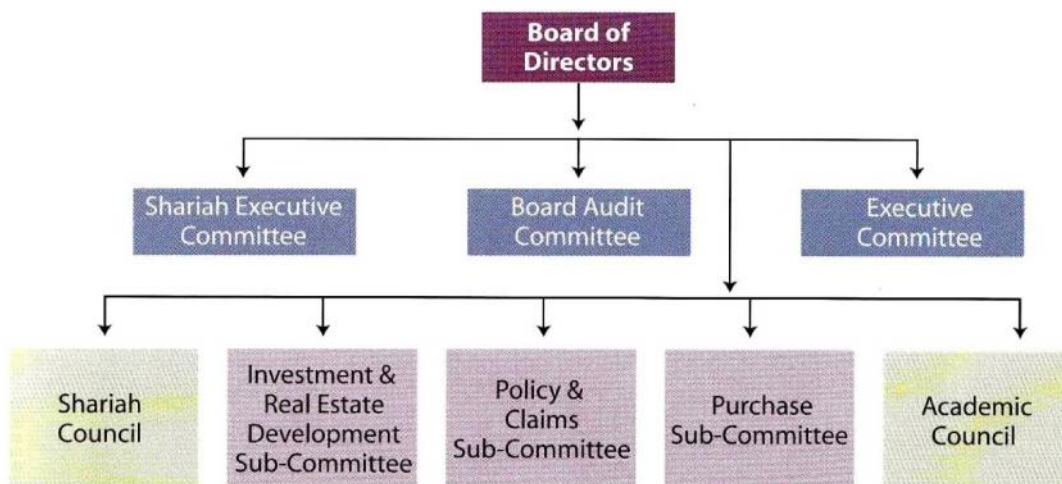 Board of
Directors
Shariah Executive
Committee
Board Audit
Committee
Executive
Committee
Shariah
Council
Investment &
Real Estate
Development
Sub-Committee
Policy &
Claims
Sub-Committee
Purchase
Sub-Committee
Academic
Council